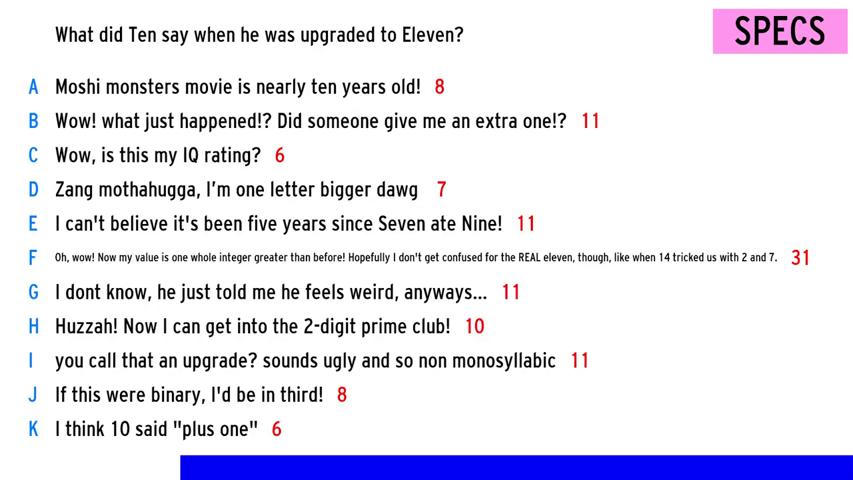 What did Ten say when he was upgraded to Eleven?
SPECS
A Moshi monsters movie is nearly ten years old! 8
B Wow! what just happened!? Did someone give me an extra one!? 11
C Wow, is this my IQ rating? 6
D Zang mothahugga, I'm one letter bigger dawg 7
E I can't believe it's been five years since Seven ate Nine! 11
F Oh, wow! Now my value is one whole integer greater than before! Hopefully I don't get confused for the REAL eleven, though, like when 14 tricked us with 2 and 7. 31
G I dont know, he just told me he feels weird, anyways... 11
H Huzzah! Now I can get into the 2-digit prime club! 10
I you call that an upgrade? sounds ugly and so non monosyllabic 11
J If this were binary, I'd be in third! 8
K I think 10 said "plus one" 6